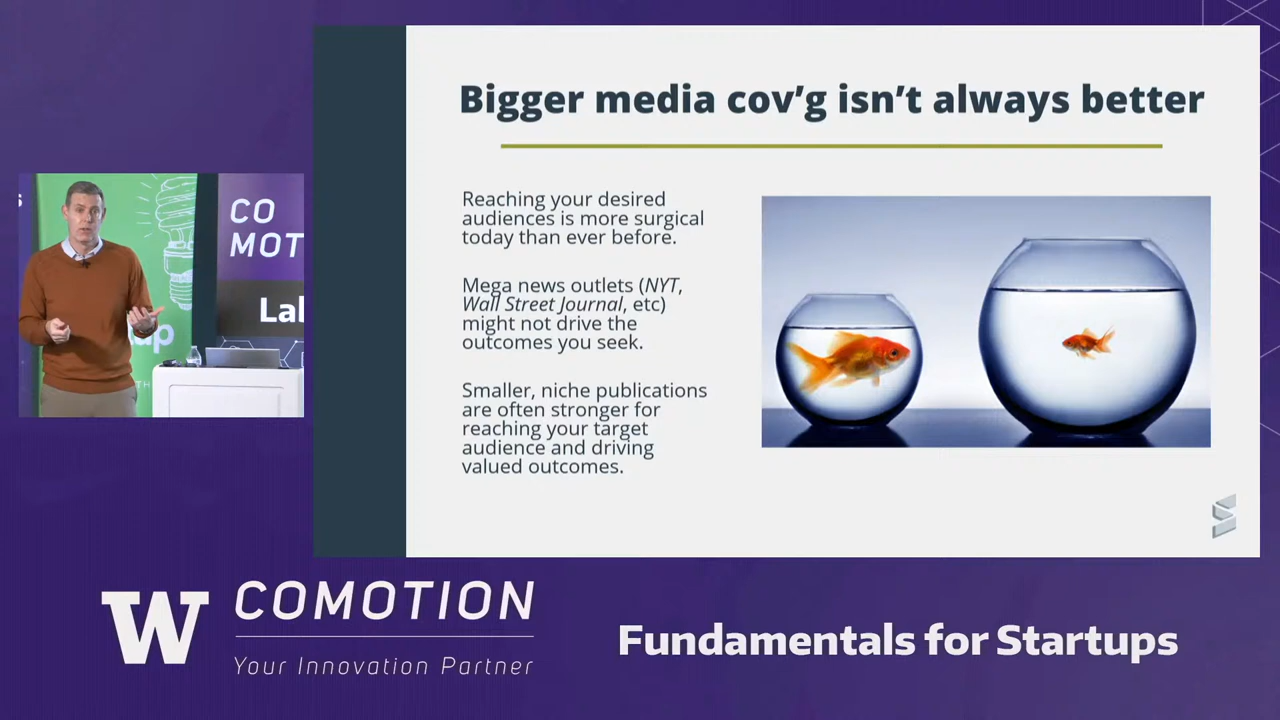 Bigger media cov’g isn’t always better
Reaching your desired
audiences is more surgical
today than ever before.
Mega news outlets (NYT,
Wall Street Journal, etc)
might not drive the
outcomes you seek.
Smaller, niche publications
are often stronger for
reaching your target
audience and driving
valued outcomes.
CO
MOT
Lal
W
COMOTION
Your Innovation Partner
Fundamentals for Startups